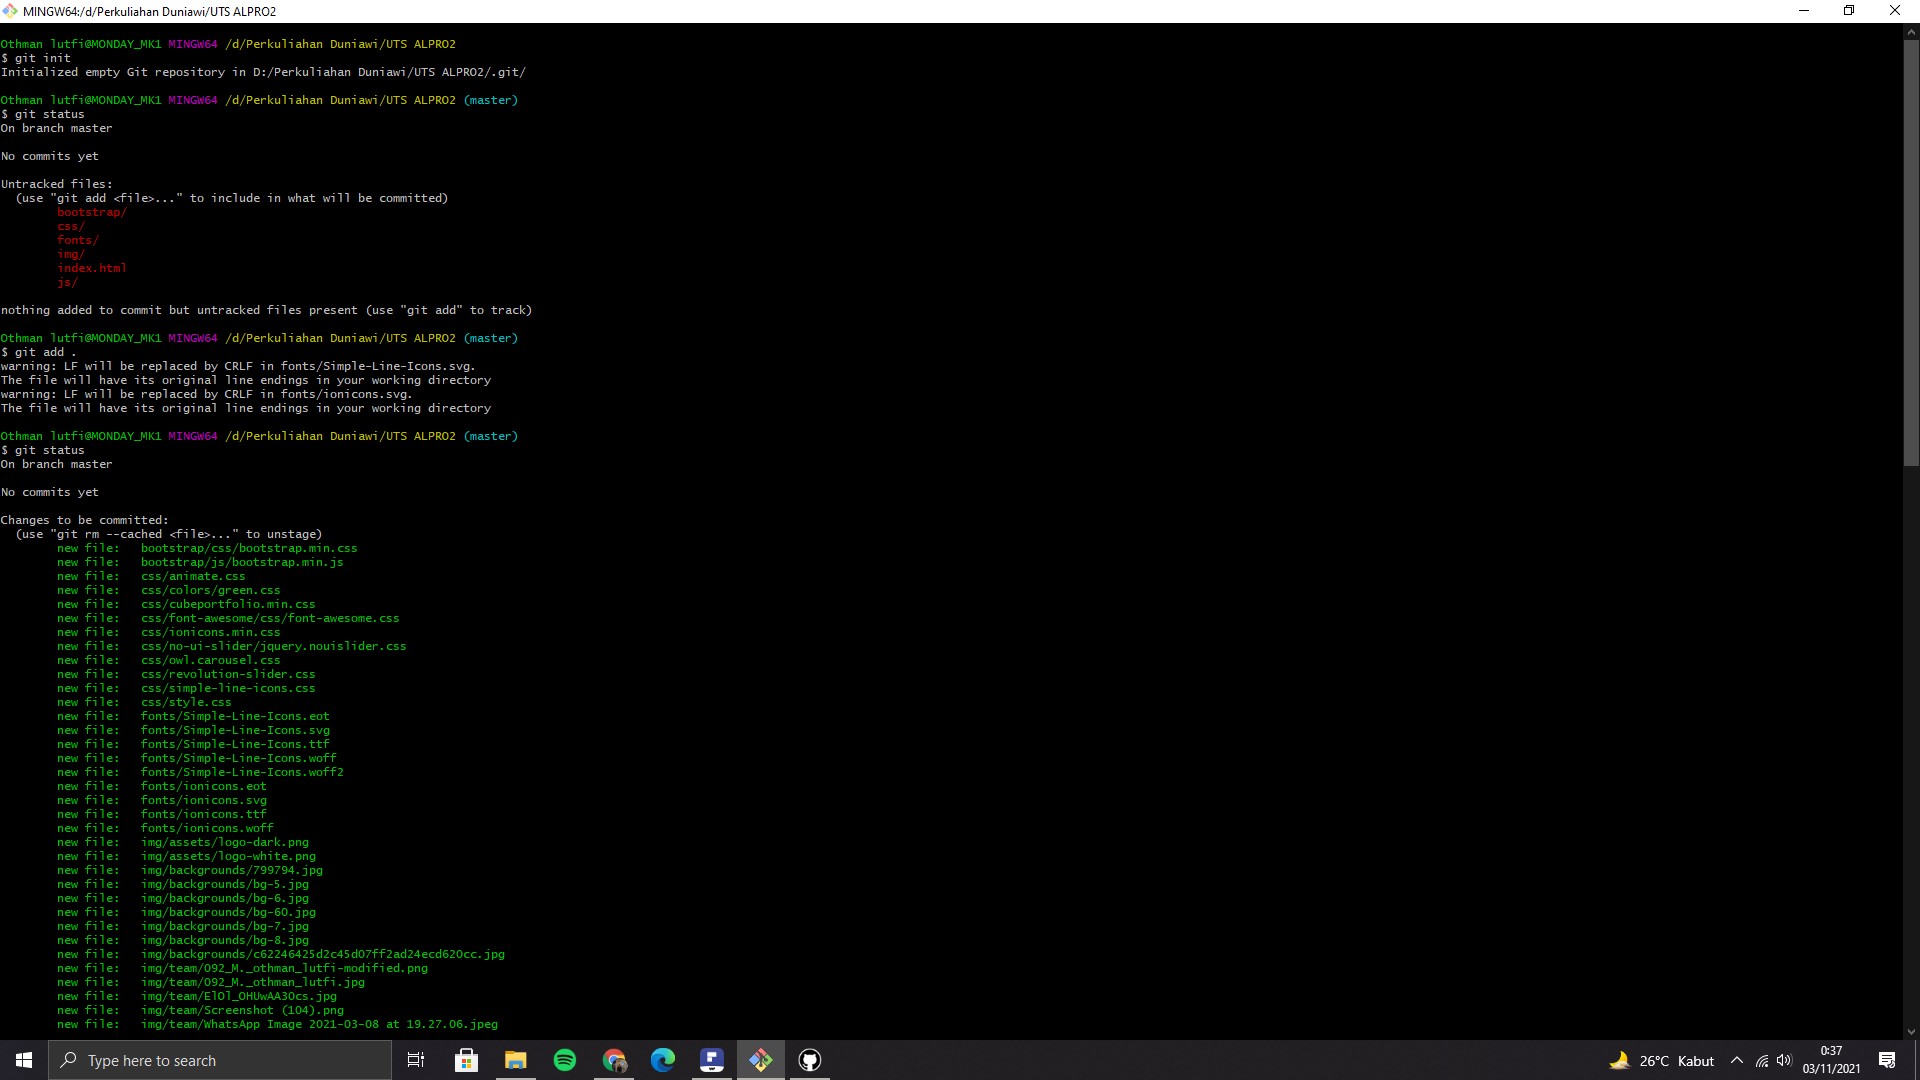 MINGW64:/d/Perkuliahan Duniawi/UTS ALPRO2
Othman lutfi@MONDAY_MK1 MINGW64 /d/Perkuliahan Duniawi/UTS ALPRO2
$ git init
Initialized empty Git repository in D:/Perkuliahan Duniawi/UTS ALPRO2/.git/
Othman lutfi@MONDAY_MK1 MINGW64 /d/Perkuliahan Duniawi/UTS ALPRO2 (master)
$ git status
On branch master
No commits yet
Untracked files:
(use "git add <file>..." to include in what will be committed)
bootstrap/
css/
fonts/
img/
index.html
js/
nothing added to commit but untracked files present (use "git add" to track)
Othman lutfi@MONDAY_MK1 MINGW64 /d/Perkuliahan Duniawi/UTS ALPRO2 (master)
$ git add .
warning: LF will be replaced by CRLF in fonts/Simple-Line-Icons.svg.
The file will have its original line endings in your working directory
warning: LF will be replaced by CRLF in fonts/ionicons.svg.
The file will have its original line endings in your working directory
Othman lutfi@MONDAY_MK1 MINGW64 /d/Perkuliahan Duniawi/UTS ALPRO2 (master)
$ git status
On branch master
No commits yet
Changes to be committed:
(use "git rm --cached <file>..." to unstage)
new file: bootstrap/css/bootstrap.min.css
new file: bootstrap/js/bootstrap.min.js
new file: css/animate.css
new file: css/colors/green.css
new file: css/cubeportfolio.min.css
new file: css/font-awesome/css/font-awesome.css
new file: css/ionicons.min.css
new file: css/no-ui-slider/jquery.nouislider.css
new file: css/owl.carousel.css
new file: css/revolution-slider.css
new file: css/simple-line-icons.css
new file: css/style.css
new file: fonts/Simple-Line-Icons.eot
new file: fonts/Simple-Line-Icons.svg
new file: fonts/Simple-Line-Icons.ttf
new file: fonts/Simple-Line-Icons.woff
new file: fonts/Simple-Line-Icons.woff2
new file: fonts/ionicons.eot
new file: fonts/ionicons.svg
new file: fonts/ionicons.ttf
new file: fonts/ionicons.woff
new file: img/assets/logo-dark.png
new file: img/assets/logo-white.png
new file: img/backgrounds/799794.jpg
new file: img/backgrounds/bg-5.jpg
new file: img/backgrounds/bg-6.jpg
new file: img/backgrounds/bg-60.jpg
new file: img/backgrounds/bg-7.jpg
new file: img/backgrounds/bg-8.jpg
new file: img/backgrounds/c62246425d2c45d07ff2ad24ecd620cc.jpg
new file: img/team/092_M._othman_lutfi-modified.png
new file: img/team/092_M._othman_lutfi.jpg
new file: img/team/ElOl_OHUwAA3Ocs.jpg
new file: img/team/Screenshot (104).png
new file: img/team/WhatsApp Image 2021-03-08 at 19.27.06.jpeg
Type here to search
26°C Kabut
0:37
03/11/2021